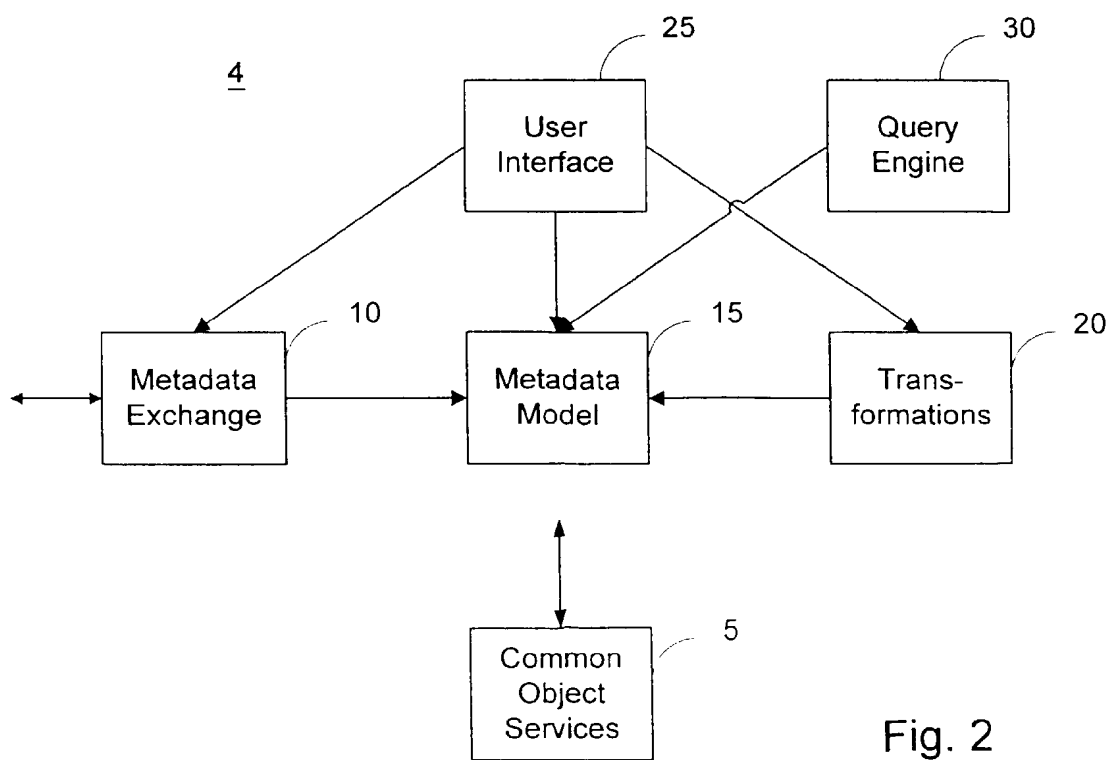 25
30
4
User
Interface
Query
Engine
10
15
20
Metadata
Exchange
Metadata
Model
Trans-
formations
5
Common
Object
Services
Fig. 2